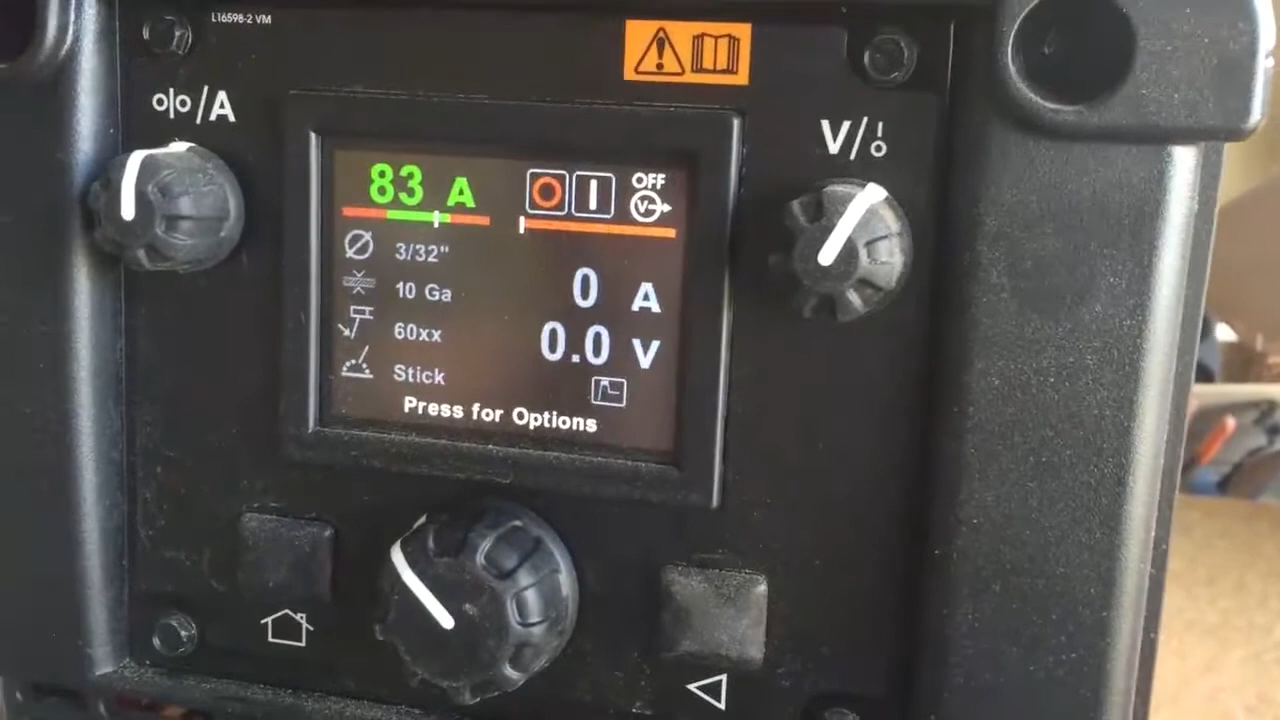 L16598-2 VM
/A
V/
83 A
OFF
V
3/32"
10 Ga
0 A
60xx
0.0 V
Stick
Press for Options